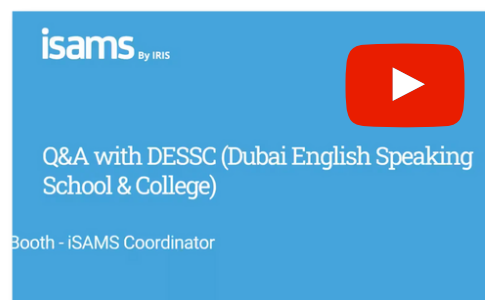 isams By IRIS
Q&A with DESSC (Dubai English Speaking
School & College)
Booth - iSAMS Coordinator